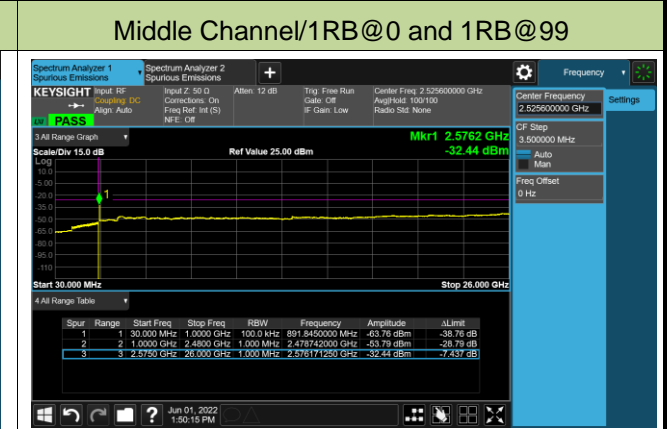 Middle Channel/1RB@0 and 1RB@99
Spectrum Analyzer 1
Spurious Emissions
Spectrum Analyzer 2
Spurious Emissions
+
Frequency
KEYSIGHT
Input: RF
Coupling: DC
Align: Auto
Input Z: 50 Ω
Corrections: On
Freq Ref: Int (S)
NFE: Off
Atten: 12 dB
Trig: Free Run
Gate: Off
IF Gain: Low
Center Freq: 2.525600000 GHz
Avg|Hold: 100/100
Radio Std: None
LNI PASS
Center Frequency
2.525600000 GHz
Settings
CF Step
3.500000 MHz
Auto
Man
Freq Offset
0 Hz
3 All Range Graph
Mkr1 2.5762 GHz
-32.44 dBm
Scale/Div 15.0 dB
Ref Value 25.00 dBm
Log
10.0
-5.00
-20.0
-35.0
-50.0
-65.0
-80.0
-95.0
-110
1
Start 30.000 MHz
Stop 26.000 GHz
4 All Range Table
Spur Range Start Freq Stop Freq RBW Frequency Amplitude ΔLimit
1 1 30.000 MHz 1.0000 GHz 100.0 kHz 891.8450000 MHz -63.76 dBm -38.76 dB
2 2 1.0000 GHz 2.4800 GHz 1.000 MHz 2.478742000 GHz -53.79 dBm -28.79 dB
3 3 2.5750 GHz 26.000 GHz 1.000 MHz 2.576171250 GHz -32.44 dBm -7.437 dB
?
Jun 01, 2022
1:50:15 PM